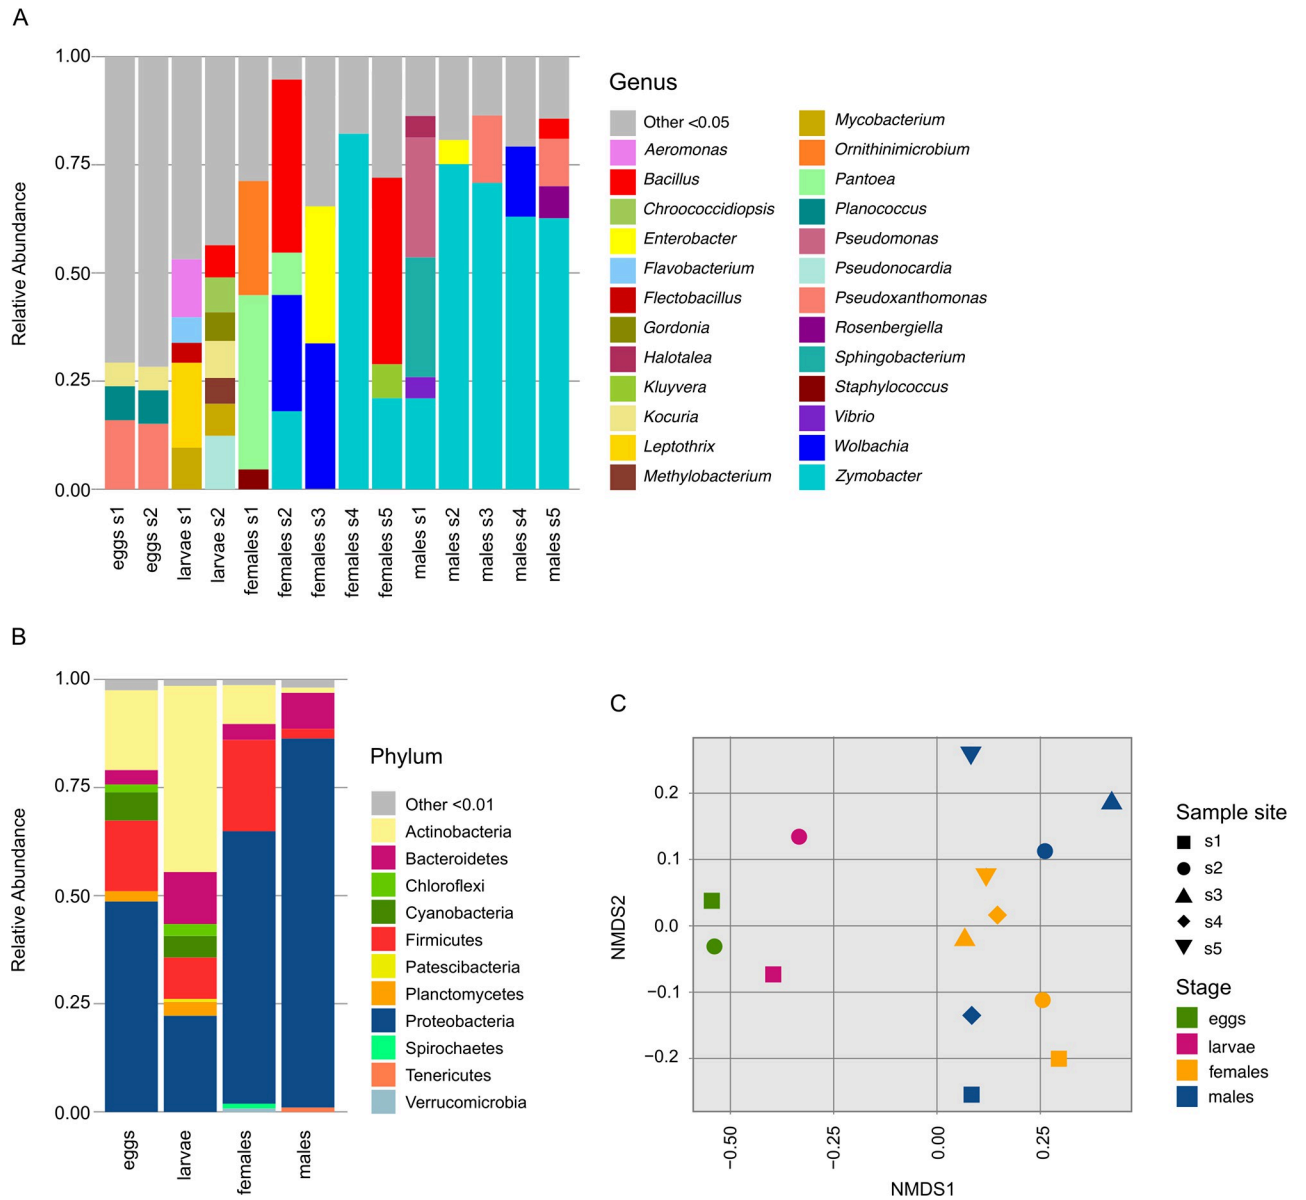 A
1.00
0.75
0.50
0.25
0.00
Relative Abundance
eggs s1
eggs s2
larvae s1
larvae s2
females s1
females s2
females s3
females s4
females s5
males s1
males s2
males s3
males s4
males s5
Genus
Other <0.05
Aeromonas
Bacillus
Chroococcidiopsis
Enterobacter
Flavobacterium
Flectobacillus
Gordonia
Halotalea
Kluyvera
Kocuria
Leptothrix
Methylobacterium
Mycobacterium
Ornithinimicrobium
Pantoea
Planococcus
Pseudomonas
Pseudonocardia
Pseudoxanthomonas
Rosenbergiella
Sphingobacterium
Staphylococcus
Vibrio
Wolbachia
Zymobacter
B
1.00
0.75
0.50
0.25
0.00
Relative Abundance
eggs
larvae
females
males
Phylum
Other <0.01
Actinobacteria
Bacteroidetes
Chloroflexi
Cyanobacteria
Firmicutes
Patescibacteria
Planctomycetes
Proteobacteria
Spirochaetes
Tenericutes
Verrucomicrobia
C
0.2
0.1
0.0
−0.1
−0.2
NMDS2
−0.50
−0.25
0.00
0.25
NMDS1
Sample site
s1
s2
s3
s4
s5
Stage
eggs
larvae
females
males